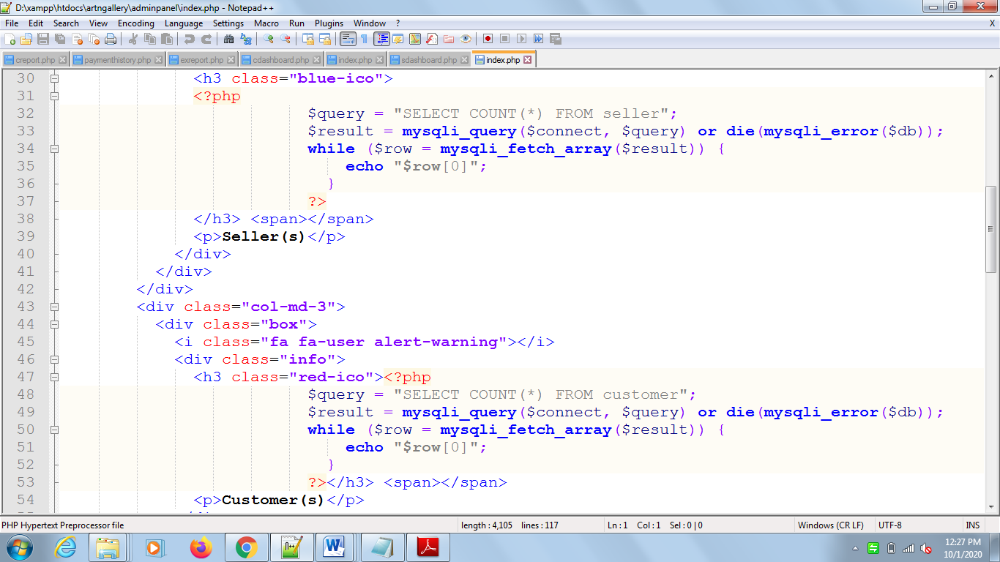 D:\xampp\htdocs\artngallery\adminpanel\index.php - Notepad++
File Edit Search View Encoding Language Settings Macro Run Plugins Window ? X
creport.php paymenthistory.php exreport.php cdashboard.php index.php sdashboard.php index.php
30 <h3 class="blue-ico">
31 <?php
32 $query = "SELECT COUNT(*) FROM seller";
33 $result = mysqli_query($connect, $query) or die(mysqli_error($db));
34 while ($row = mysqli_fetch_array($result)) {
35 echo "$row[0]";
36 }
37 ?>
38 </h3> <span></span>
39 <p>Seller(s)</p>
40 </div>
41 </div>
42 </div>
43 <div class="col-md-3">
44 <div class="box">
45 <i class="fa fa-user alert-warning"></i>
46 <div class="info">
47 <h3 class="red-ico"><?php
48 $query = "SELECT COUNT(*) FROM customer";
49 $result = mysqli_query($connect, $query) or die(mysqli_error($db));
50 while ($row = mysqli_fetch_array($result)) {
51 echo "$row[0]";
52 }
53 ?></h3> <span></span>
54 <p>Customer(s)</p>
PHP Hypertext Preprocessor file length : 4,105 lines : 117 Ln : 1 Col : 1 Sel : 0 | 0 Windows (CR LF) UTF-8 INS
12:27 PM
10/1/2020